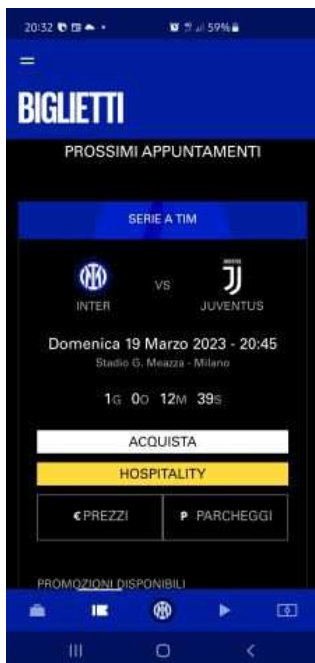 20:32
59%
BIGLIETTI
PROSSIMI APPUNTAMENTI
SERIE A TIM
INTER
VS
JUVENTUS
Domenica 19 Marzo 2023 - 20:45
Stadio G. Meazza - Milano
1G 0O 12M 39S
ACQUISTA
HOSPITALITY
€ PREZZI
P PARCHEGGI
PROMOZIONI DISPONIBILI